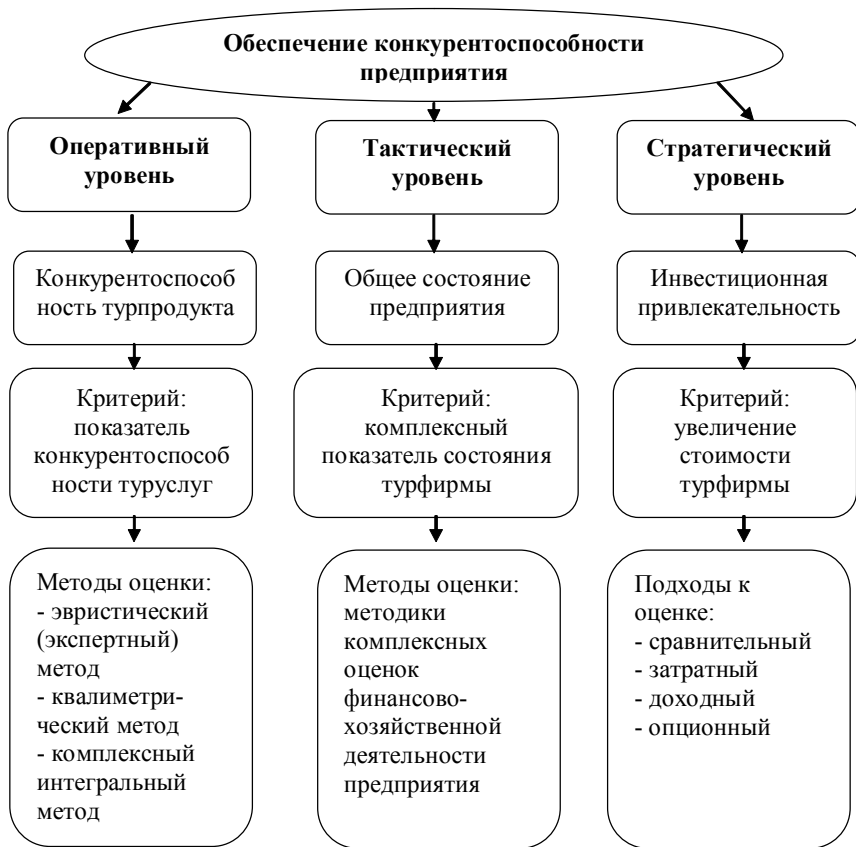 Обеспечение конкурентоспособности
предприятия
Оперативный
уровень
Тактический
уровень
Стратегический
уровень
Конкурентоспособ
ность турпродукта
Общее состояние
предприятия
Инвестиционная
привлекательность
Критерий:
показатель
конкурентоспособ
ности туруслуг
Критерий:
комплексный
показатель состояния
турфирмы
Критерий:
увеличение
стоимости
турфирмы
Методы оценки:
- эвристический
(экспертный)
метод
- квалиметри-
ческий метод
- комплексный
интегральный
метод
Методы оценки:
методики
комплексных
оценок
финансово-
хозяйственной
деятельности
предприятия
Подходы к
оценке:
- сравнительный
- затратный
- доходный
- опционный